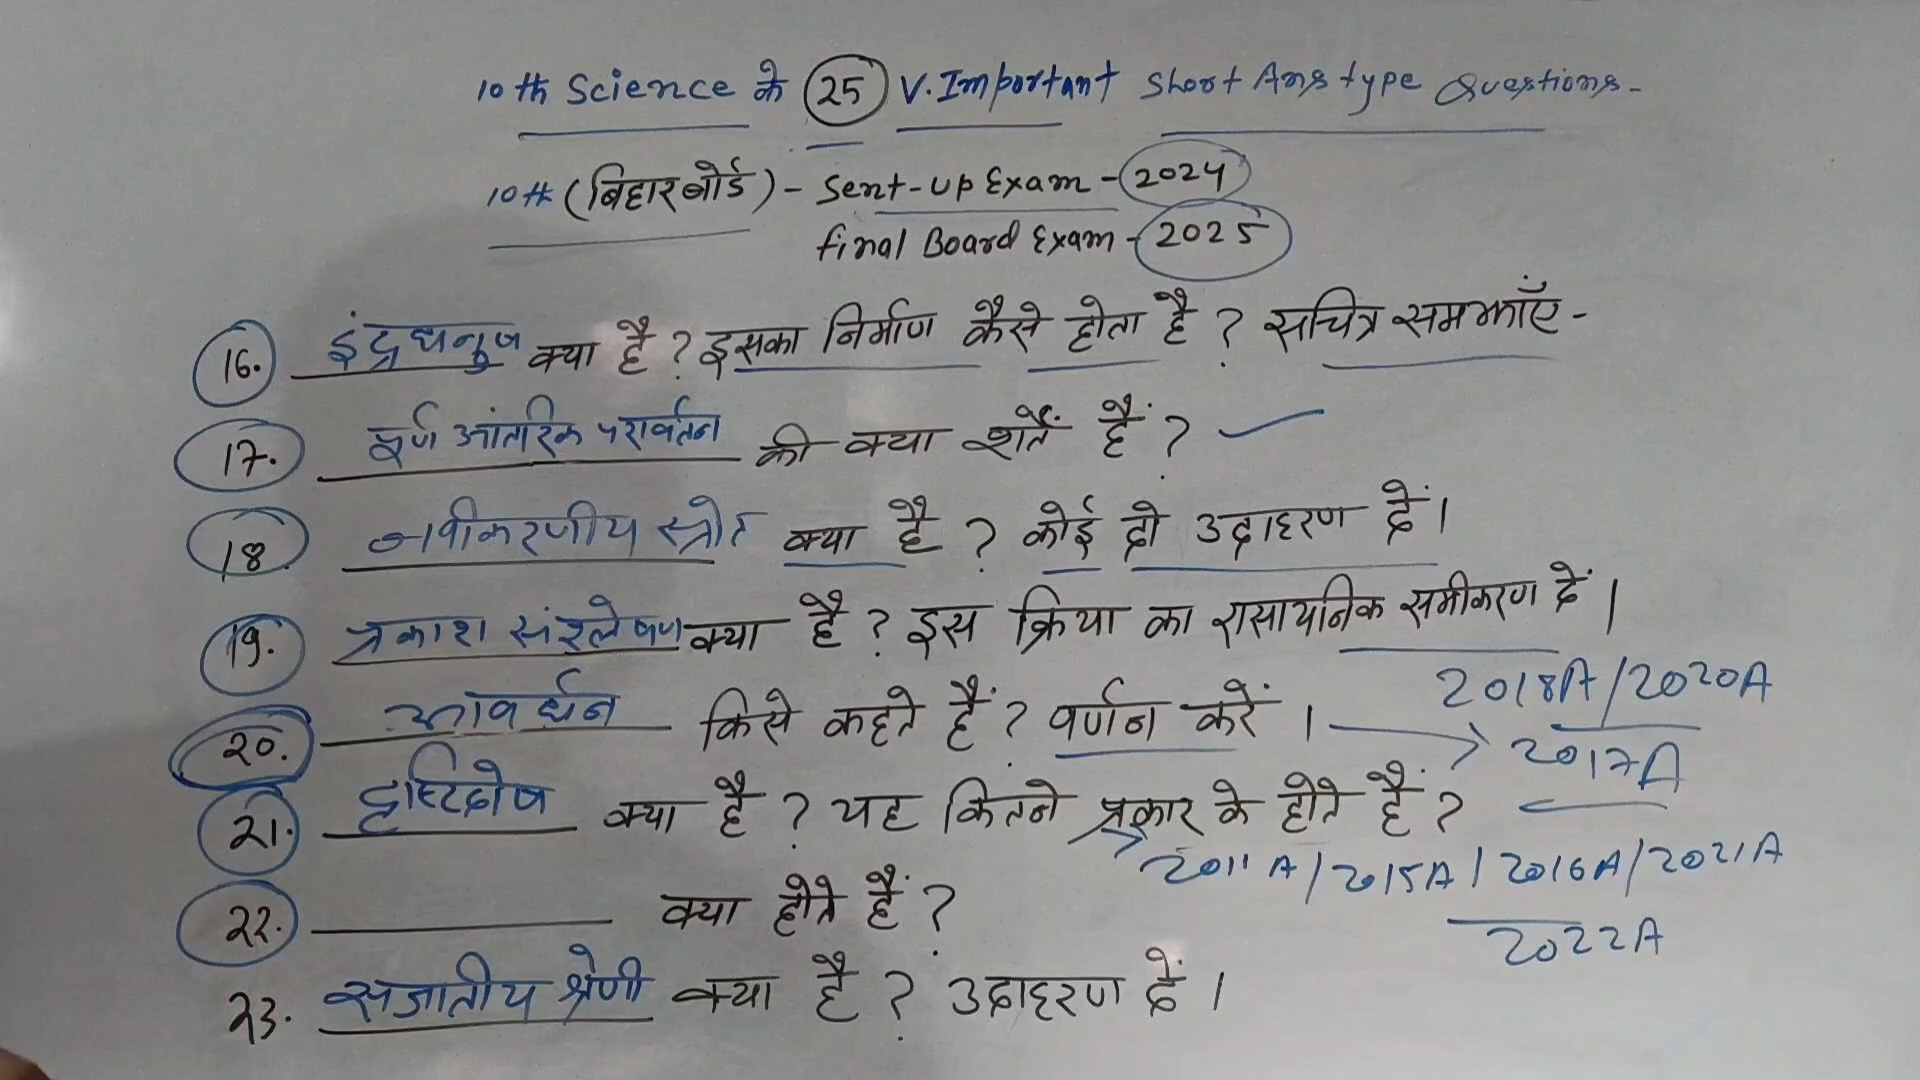 10th Science के 25 V.Important Short Ans type Questions-
10th (बिहार बोर्ड) - Sent-up Exam - 2024
final Board Exam - 2025
16. इंद्रधनुष क्या है ? इसका निर्माण कैसे होता है ? सचित्र समझाएँ-
17. पूर्ण आंतरिक परावर्तन की क्या शर्तें हैं ?
18. नवीकरणीय स्त्रोत क्या है ? कोई दो उदाहरण दें।
19. प्रकाश संश्लेषण क्या है ? इस क्रिया का रासायनिक समीकरण दें।
20. आवर्धन किसे कहते हैं ? वर्णन करें । 2018A/2020A
2017A
21. दृष्टिदोष क्या है ? यह कितने प्रकार के होते हैं ?
2011A/2015A/2016A/2021A
22. क्या होते हैं ?
2022A
23. सजातीय श्रेणी क्या है ? उदाहरण दें ।